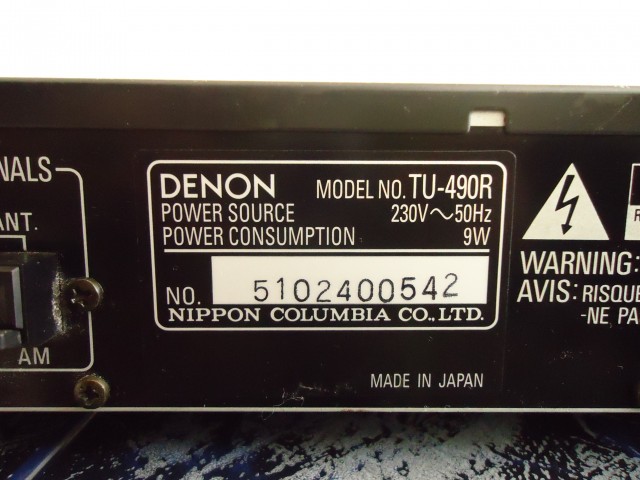 NALS
ANT.
AM
DENON MODEL NO. TU-490R
POWER SOURCE 230V~50Hz
POWER CONSUMPTION 9W
NO. 5102400542
NIPPON COLUMBIA CO., LTD.
MADE IN JAPAN
WARNING:
AVIS: RISQUE
-NE PA